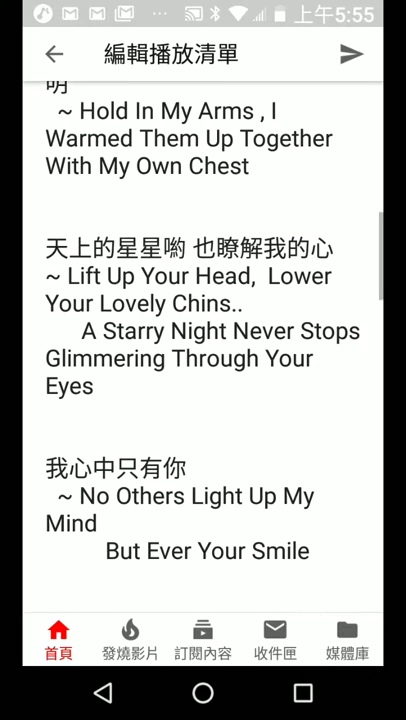 上午5:55
編輯播放清單
明
~ Hold In My Arms , I
Warmed Them Up Together
With My Own Chest
天上的星星喲 也瞭解我的心
~ Lift Up Your Head, Lower
Your Lovely Chins..
A Starry Night Never Stops
Glimmering Through Your
Eyes
我心中只有你
~ No Others Light Up My
Mind
But Ever Your Smile
首頁 發燒影片 訂閱內容 收件匣 媒體庫